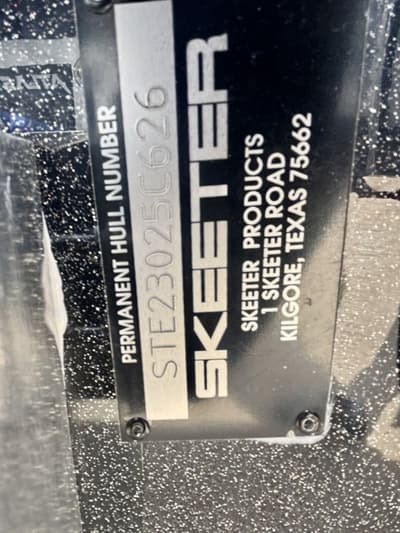 PERMANENT HULL NUMBER
STE23025C626
SKEETER
SKEETER PRODUCTS
1 SKEETER ROAD
KILGORE, TEXAS 75662